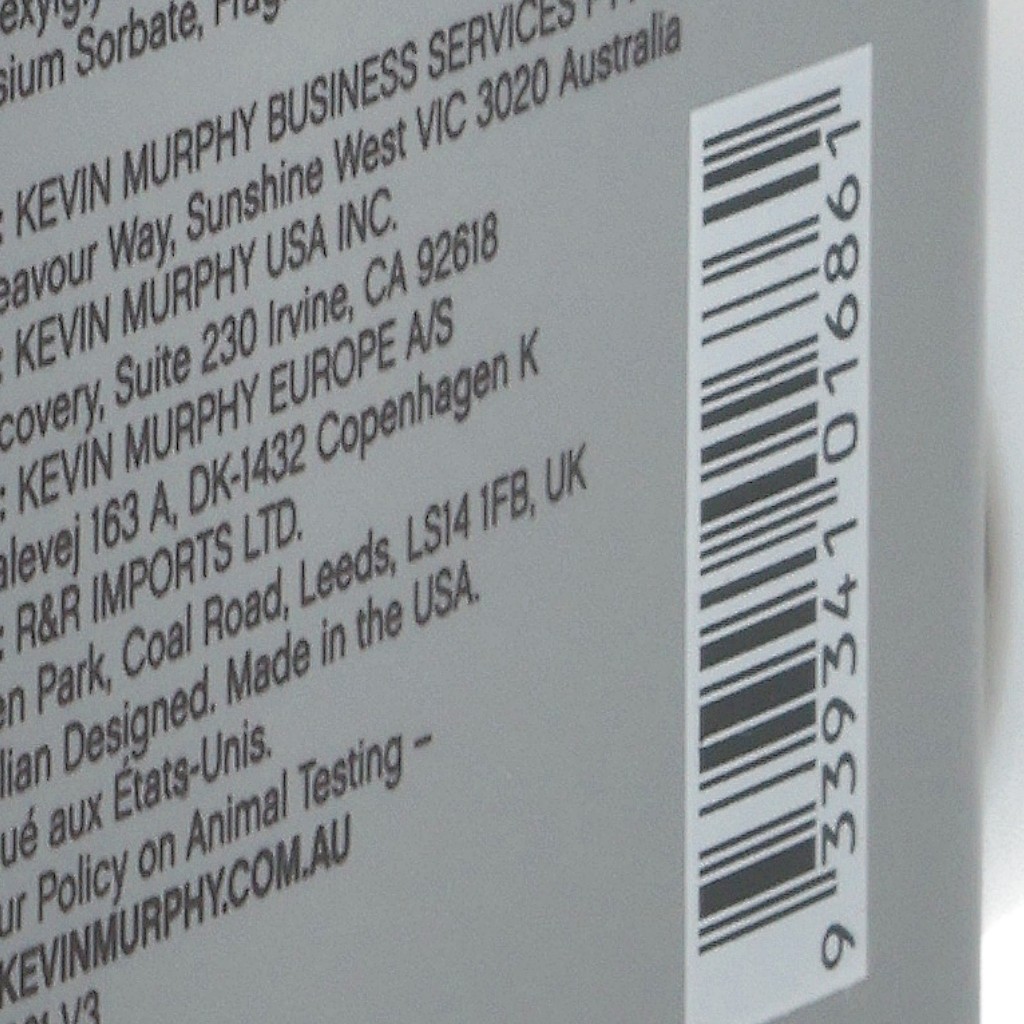 sium Sorbate,
: KEVIN MURPHY BUSINESS SERVICES
eavour Way, Sunshine West VIC 3020 Australia
: KEVIN MURPHY USA INC.
covery, Suite 230 Irvine, CA 92618
: KEVIN MURPHY EUROPE A/S
alevej 163 A, DK-1432 Copenhagen K
: R&R IMPORTS LTD.
en Park, Coal Road, Leeds, LS14 1FB, UK
lian Designed. Made in the USA.
ué aux États-Unis.
ur Policy on Animal Testing –
KEVINMURPHY.COM.AU
V3
9 339341 016861